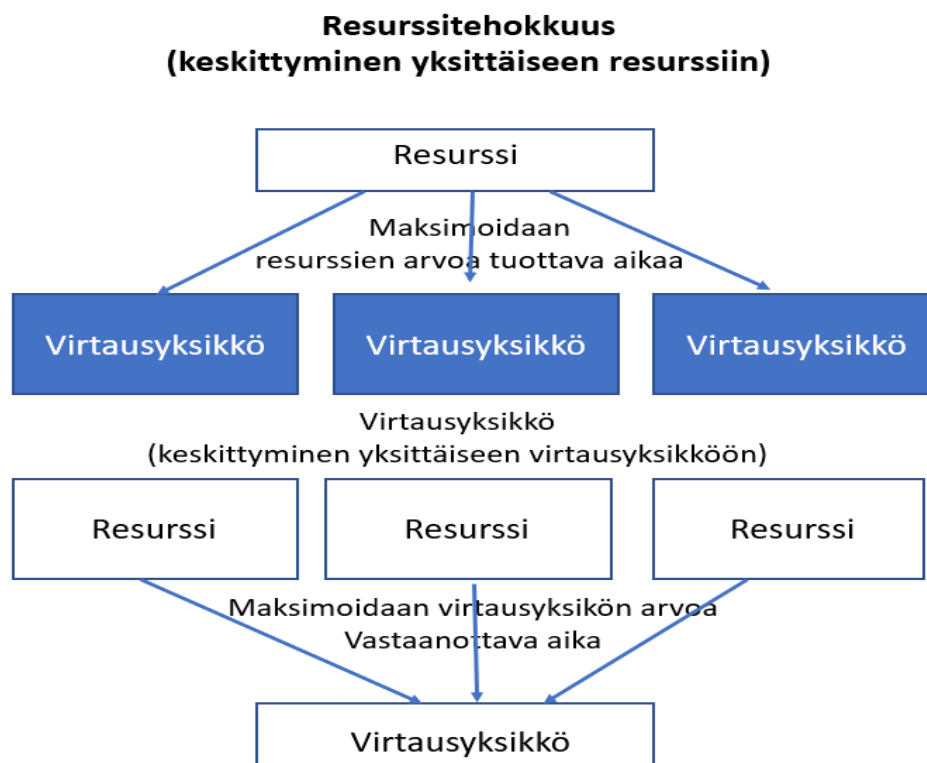 Resurssitehokkuus
(keskittyminen yksittäiseen resurssiin)
Resurssi
Maksimoidaan
resurssien arvoa tuottava aikaa
Virtausyksikkö Virtausyksikkö Virtausyksikkö
Virtausyksikkö
(keskittyminen yksittäiseen virtausyksikköön)
Resurssi Resurssi Resurssi
Maksimoidaan virtausyksikön arvoa
Vastaanottava aika
Virtausyksikkö